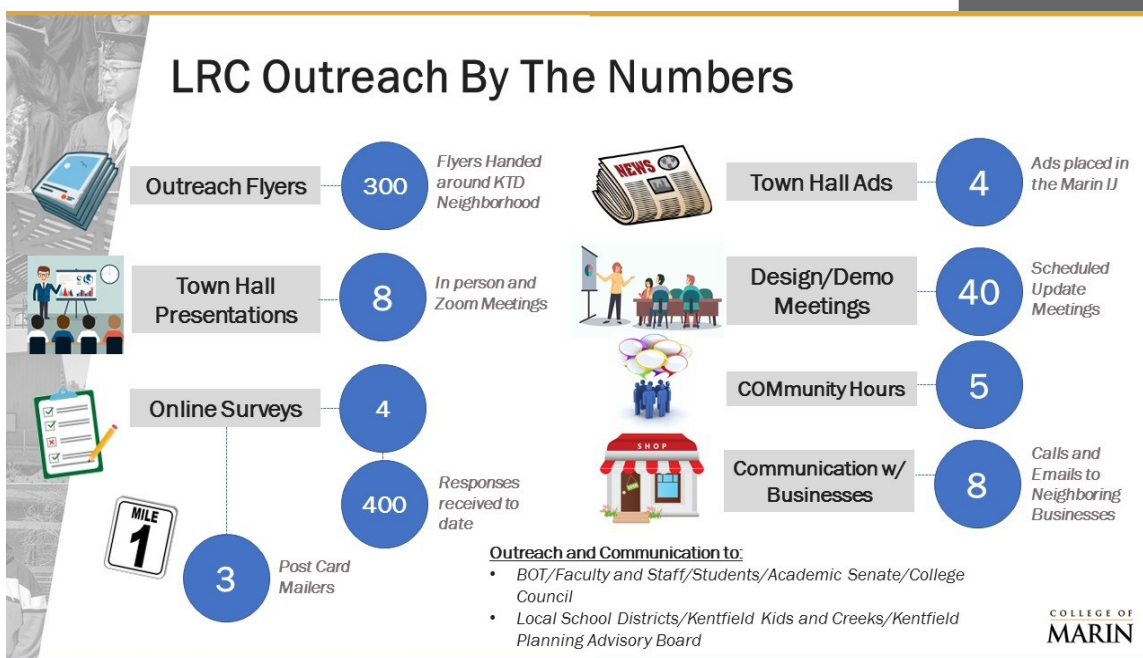 LRC Outreach By The Numbers
Outreach Flyers
300
Flyers Handed
around KTD
Neighborhood
NEWS
Town Hall Ads
4
Ads placed in
the Marin IJ
Town Hall
Presentations
8
In person and
Zoom Meetings
Design/Demo
Meetings
40
Scheduled
Update
Meetings
Online Surveys
4
400
Responses
received to
date
COMmunity Hours
5
SHOP
Communication w/
Businesses
8
Calls and
Emails to
Neighboring
Businesses
MILE
1
3
Post Card
Mailers
Outreach and Communication to:
• BOT/Faculty and Staff/Students/Academic Senate/College
Council
• Local School Districts/Kentfield Kids and Creeks/Kentfield
Planning Advisory Board
COLLEGE OF
MARIN